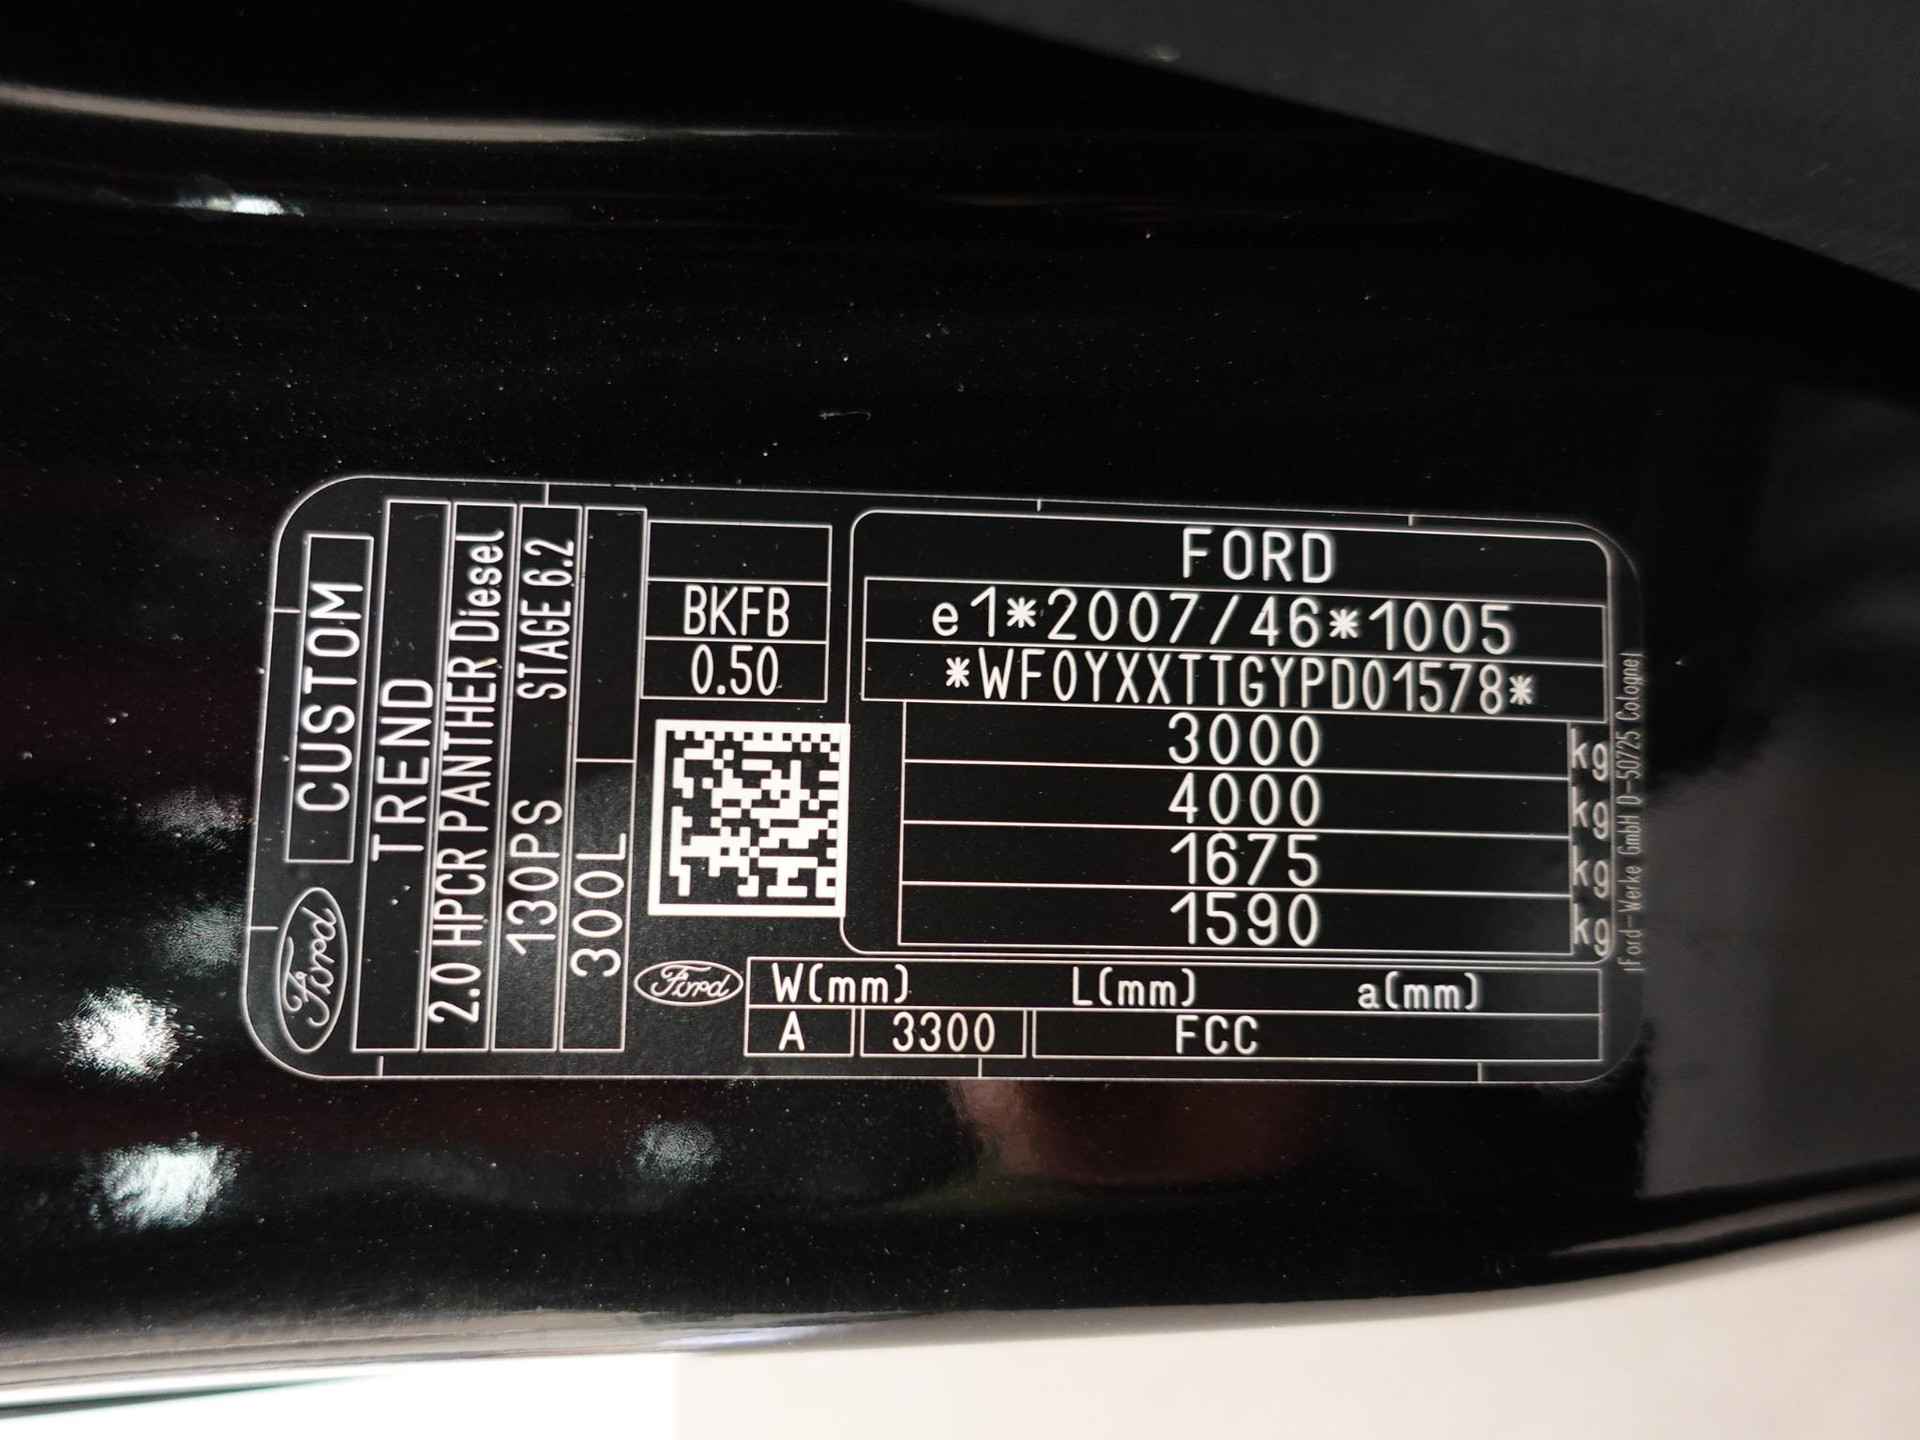 Ford
CUSTOM
TREND
2.0 HPCR PANTHER Diesel
130PS STAGE 6.2
300L
BKFB
0.50
FORD
e1*2007/46*1005
*WF0YXXTTGYPD01578*
3000 kg
4000 kg
1675 kg
1590 kg
Ford-Werke GmbH D-50725 Cologne
Ford
W(mm) L(mm) a(mm)
A 3300 FCC